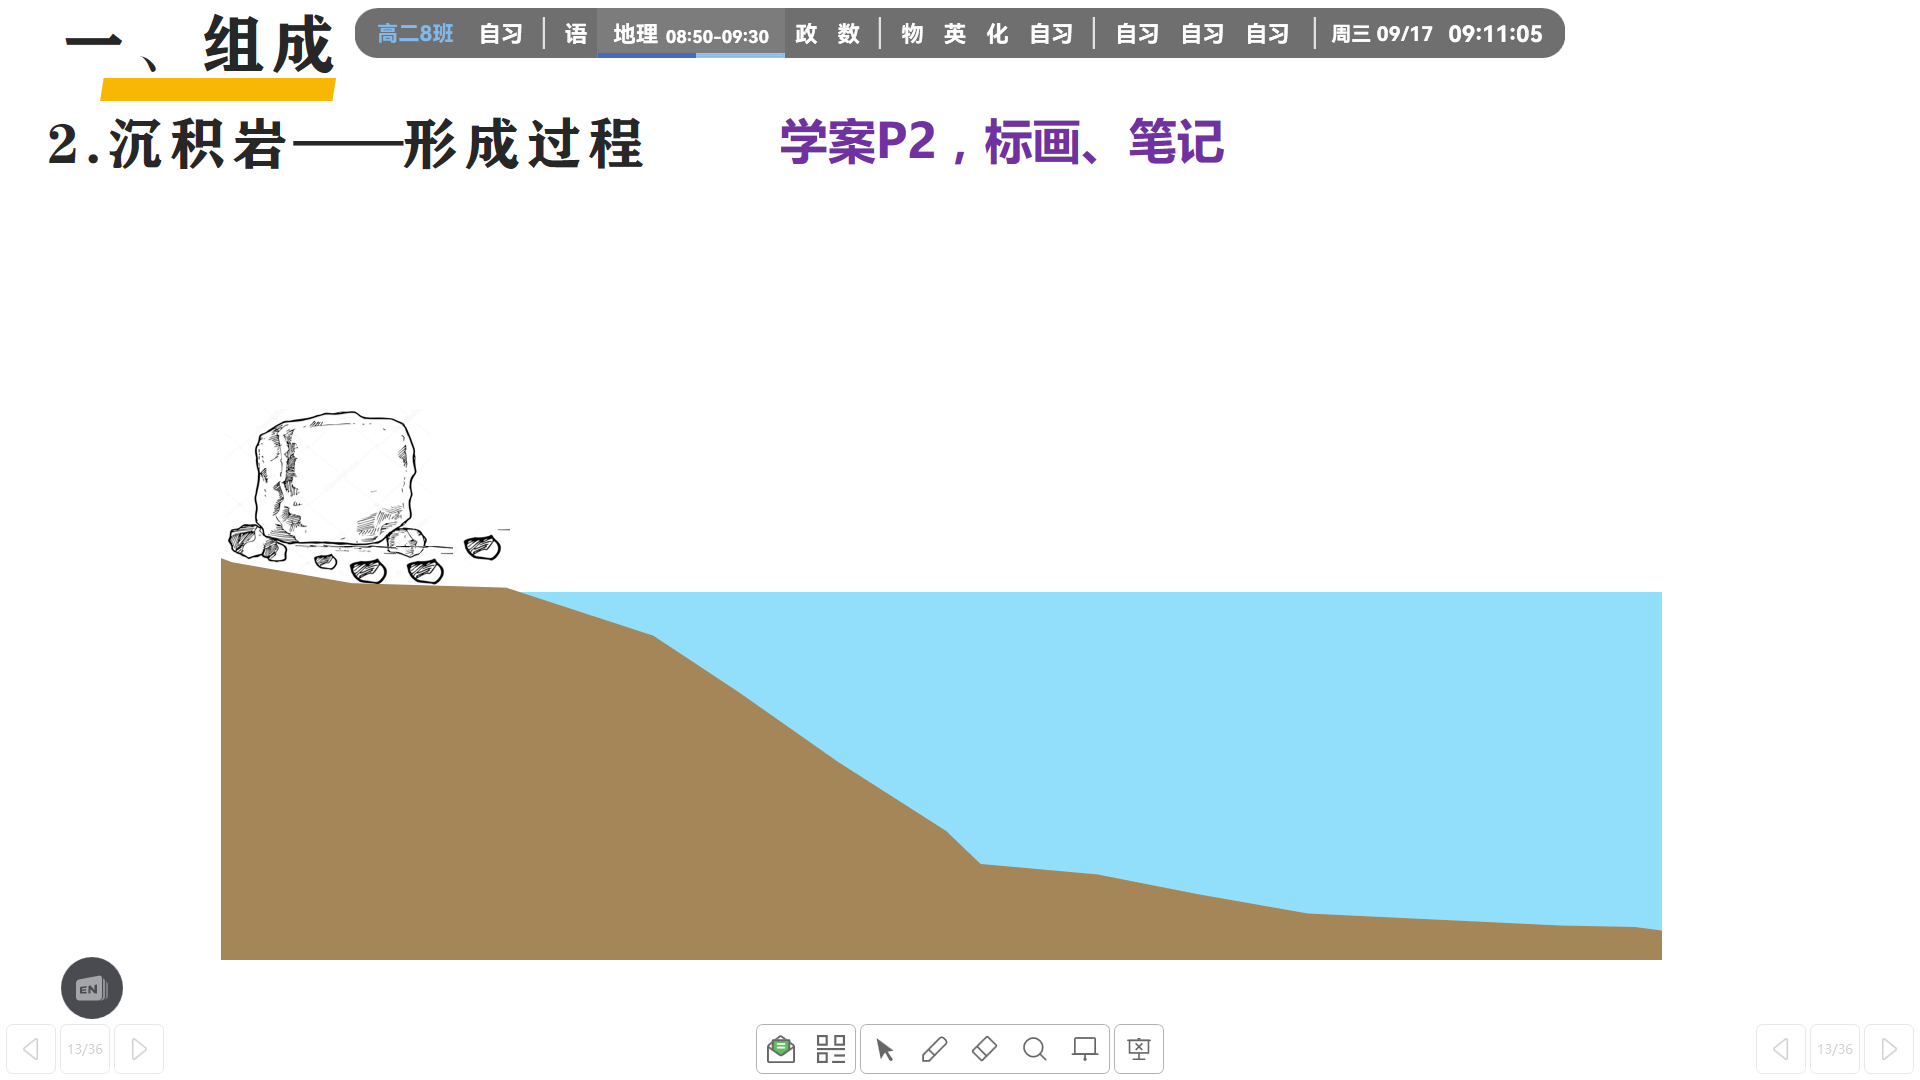 一、组成
高二8班 自习 语 地理 08:50-09:30 政 数 物 英 化 自习 自习 自习 自习 周三 09/17 09:11:05
2.沉积岩——形成过程
学案P2，标画、笔记
EN
13/36
13/36